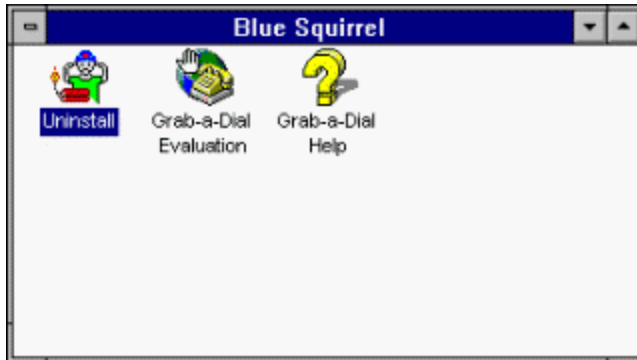 Blue Squirrel
Uninstall
Grab-a-Dial
Evaluation
Grab-a-Dial
Help